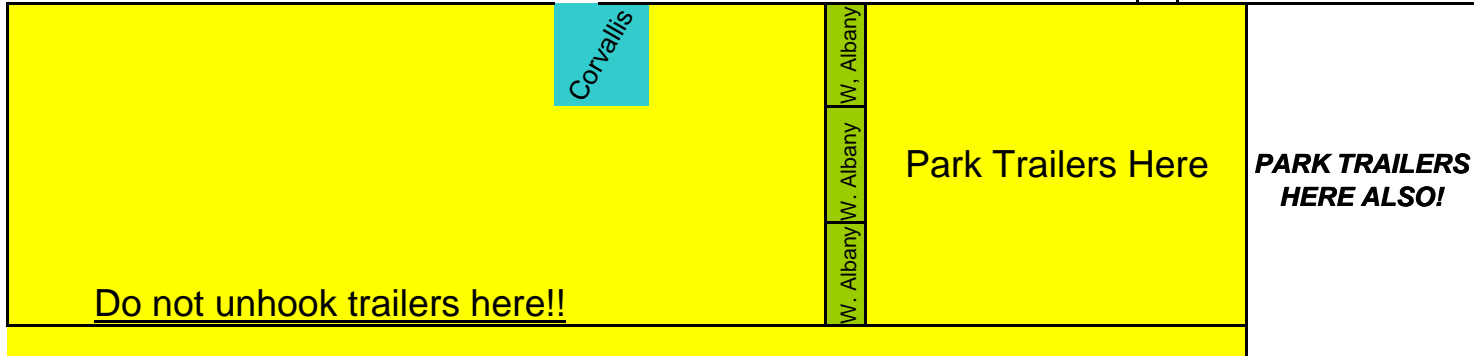 Corvallis
W, Albany
W. Albany
W. Albany
Park Trailers Here
PARK TRAILERS
HERE ALSO!
Do not unhook trailers here!!